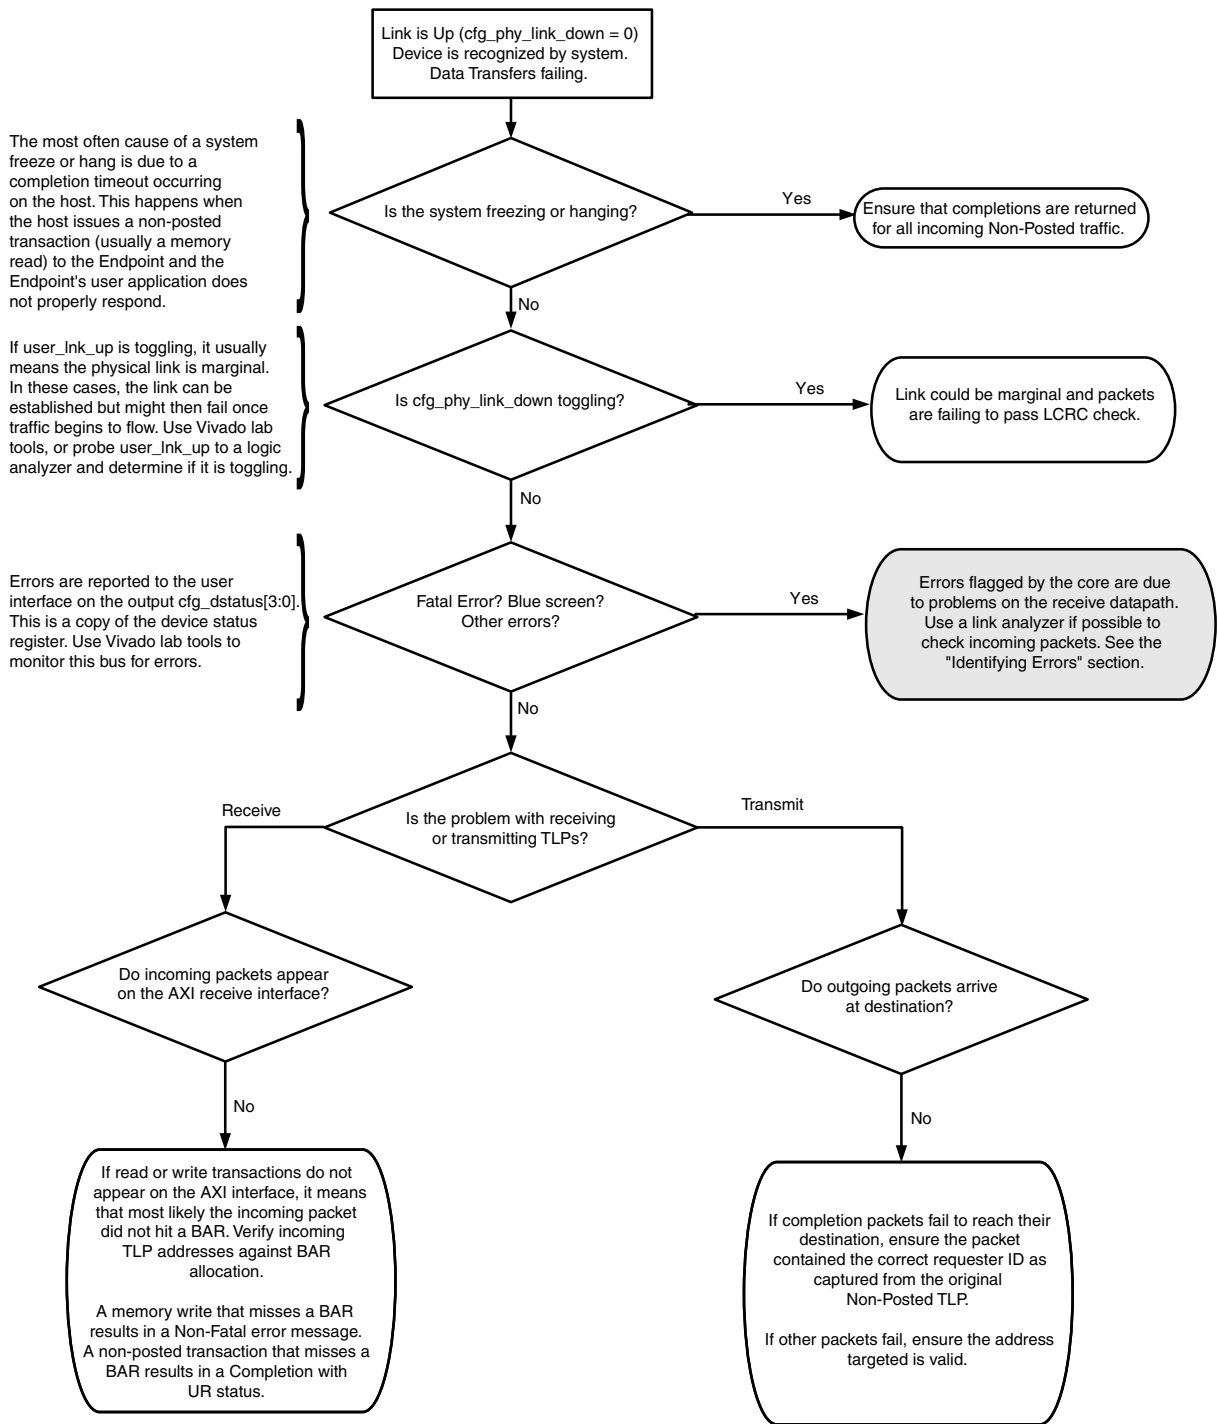 Link is Up (cfg_phy_link_down = 0)
Device is recognized by system.
Data Transfers failing.
The most often cause of a system
freeze or hang is due to a
completion timeout occurring
on the host. This happens when
the host issues a non-posted
transaction (usually a memory
read) to the Endpoint and the
Endpoint's user application does
not properly respond.
Is the system freezing or hanging?
Yes
Ensure that completions are returned
for all incoming Non-Posted traffic.
No
If user_lnk_up is toggling, it usually
means the physical link is marginal.
In these cases, the link can be
established but might then fail once
traffic begins to flow. Use Vivado lab
tools, or probe user_lnk_up to a logic
analyzer and determine if it is toggling.
Is cfg_phy_link_down toggling?
Yes
Link could be marginal and packets
are failing to pass LCRC check.
No
Errors are reported to the user
interface on the output cfg_dstatus[3:0].
This is a copy of the device status
register. Use Vivado lab tools to
monitor this bus for errors.
Fatal Error? Blue screen?
Other errors?
Yes
Errors flagged by the core are due
to problems on the receive datapath.
Use a link analyzer if possible to
check incoming packets. See the
"Identifying Errors" section.
No
Is the problem with receiving
or transmitting TLPs?
Receive
Transmit
Do incoming packets appear
on the AXI receive interface?
Do outgoing packets arrive
at destination?
No
No
If read or write transactions do not
appear on the AXI interface, it means
that most likely the incoming packet
did not hit a BAR. Verify incoming
TLP addresses against BAR
allocation.
A memory write that misses a BAR
results in a Non-Fatal error message.
A non-posted transaction that misses a
BAR results in a Completion with
UR status.
If completion packets fail to reach their
destination, ensure the packet
contained the correct requester ID as
captured from the original
Non-Posted TLP.
If other packets fail, ensure the address
targeted is valid.